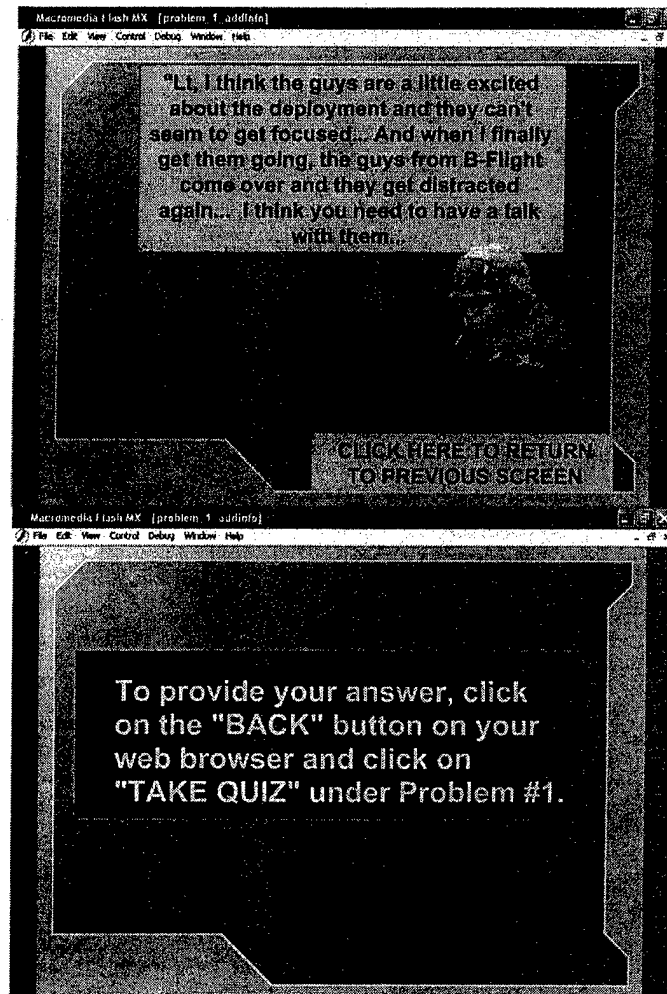 Macromedia Flash MX - [problem_1_addinfo]
File Edit View Control Debug Window Help
"Lt, I think the guys are a little excited
about the deployment and they can't
seem to get focused... And when I finally
get them going, the guys from B-Flight
come over and they get distracted
again... I think you need to have a talk
with them...
CLICK HERE TO RETURN
TO PREVIOUS SCREEN
Macromedia Flash MX - [problem_1_addinfo]
File Edit View Control Debug Window Help
To provide your answer, click
on the "BACK" button on your
web browser and click on
"TAKE QUIZ" under Problem #1.